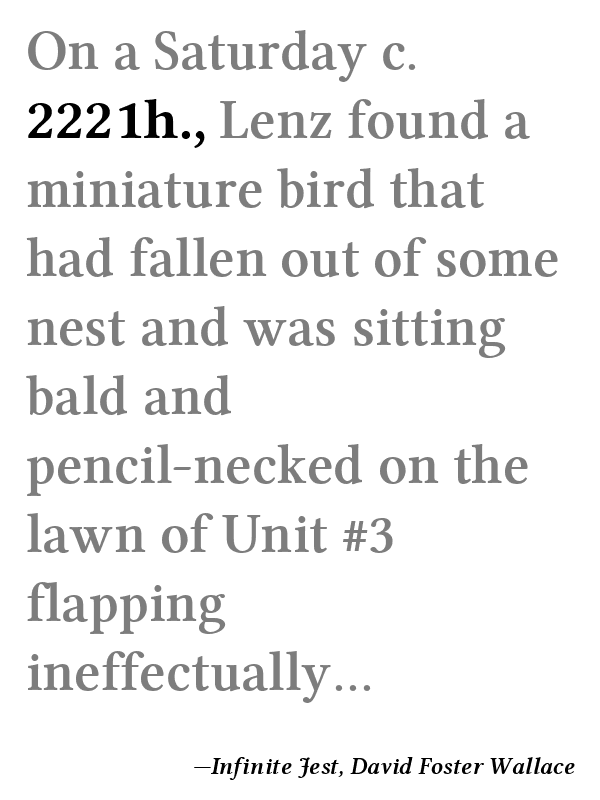 On a Saturday c.
2221h., Lenz found a
miniature bird that
had fallen out of some
nest and was sitting
bald and
pencil-necked on the
lawn of Unit #3
flapping
ineffectually…
—Infinite Jest, David Foster Wallace